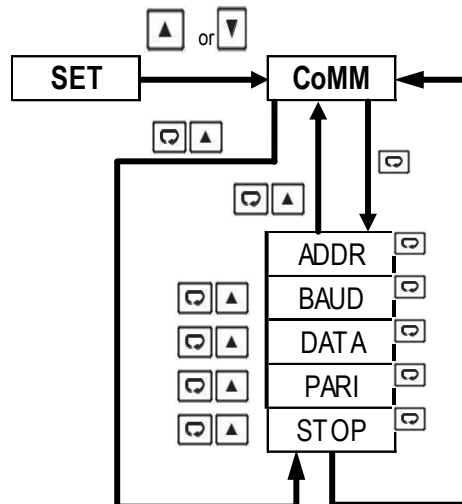 or
SET
CoMM
ADDR
BAUD
DATA
PARI
STOP